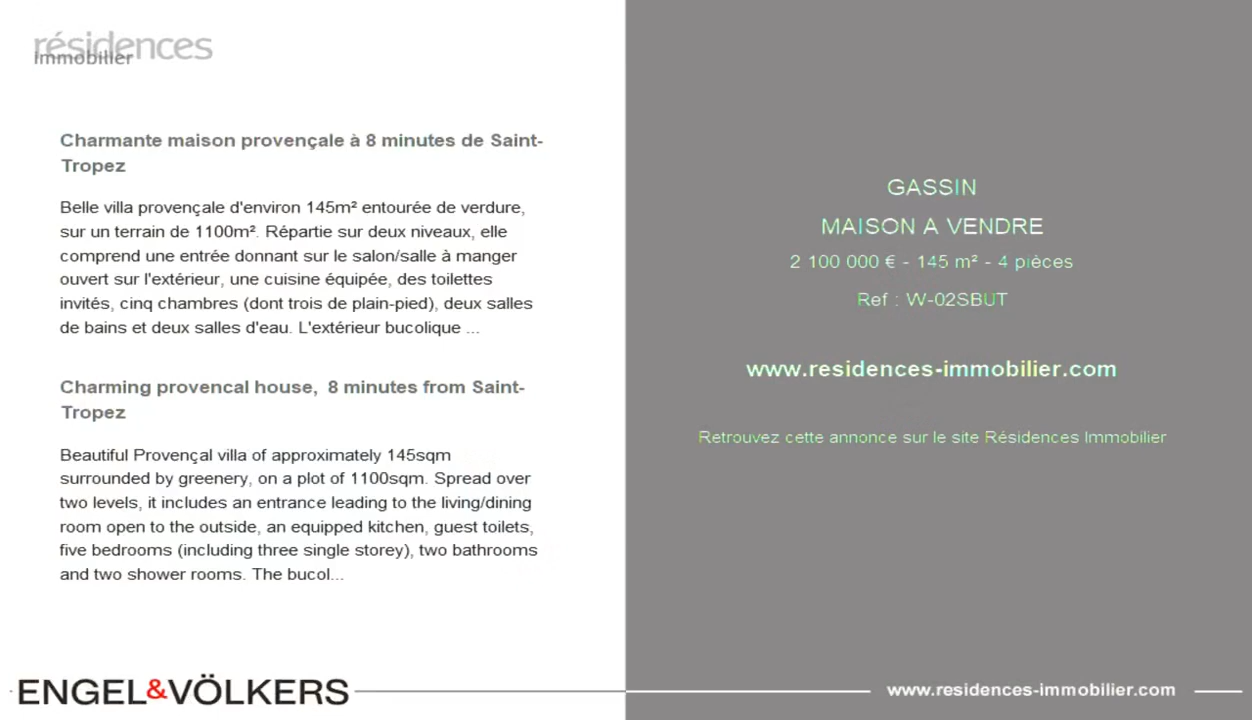 résidences
immobilier
Charmante maison provençale à 8 minutes de Saint-
Tropez
Belle villa provençale d'environ 145m² entourée de verdure,
sur un terrain de 1100m². Répartie sur deux niveaux, elle
comprend une entrée donnant sur le salon/salle à manger
ouvert sur l'extérieur, une cuisine équipée, des toilettes
invités, cinq chambres (dont trois de plain-pied), deux salles
de bains et deux salles d'eau. L'extérieur bucolique ...
Charming provencal house,  8 minutes from Saint-
Tropez
Beautiful Provençal villa of approximately 145sqm
surrounded by greenery, on a plot of 1100sqm. Spread over
two levels, it includes an entrance leading to the living/dining
room open to the outside, an equipped kitchen, guest toilets,
five bedrooms (including three single storey), two bathrooms
and two shower rooms. The bucol...
ENGEL&VÖLKERS
GASSIN
MAISON A VENDRE
2 100 000 € - 145 m² - 4 pièces
Ref : W-02SBUT
www.residences-immobilier.com
Retrouvez cette annonce sur le site Résidences Immobilier
www.residences-immobilier.com